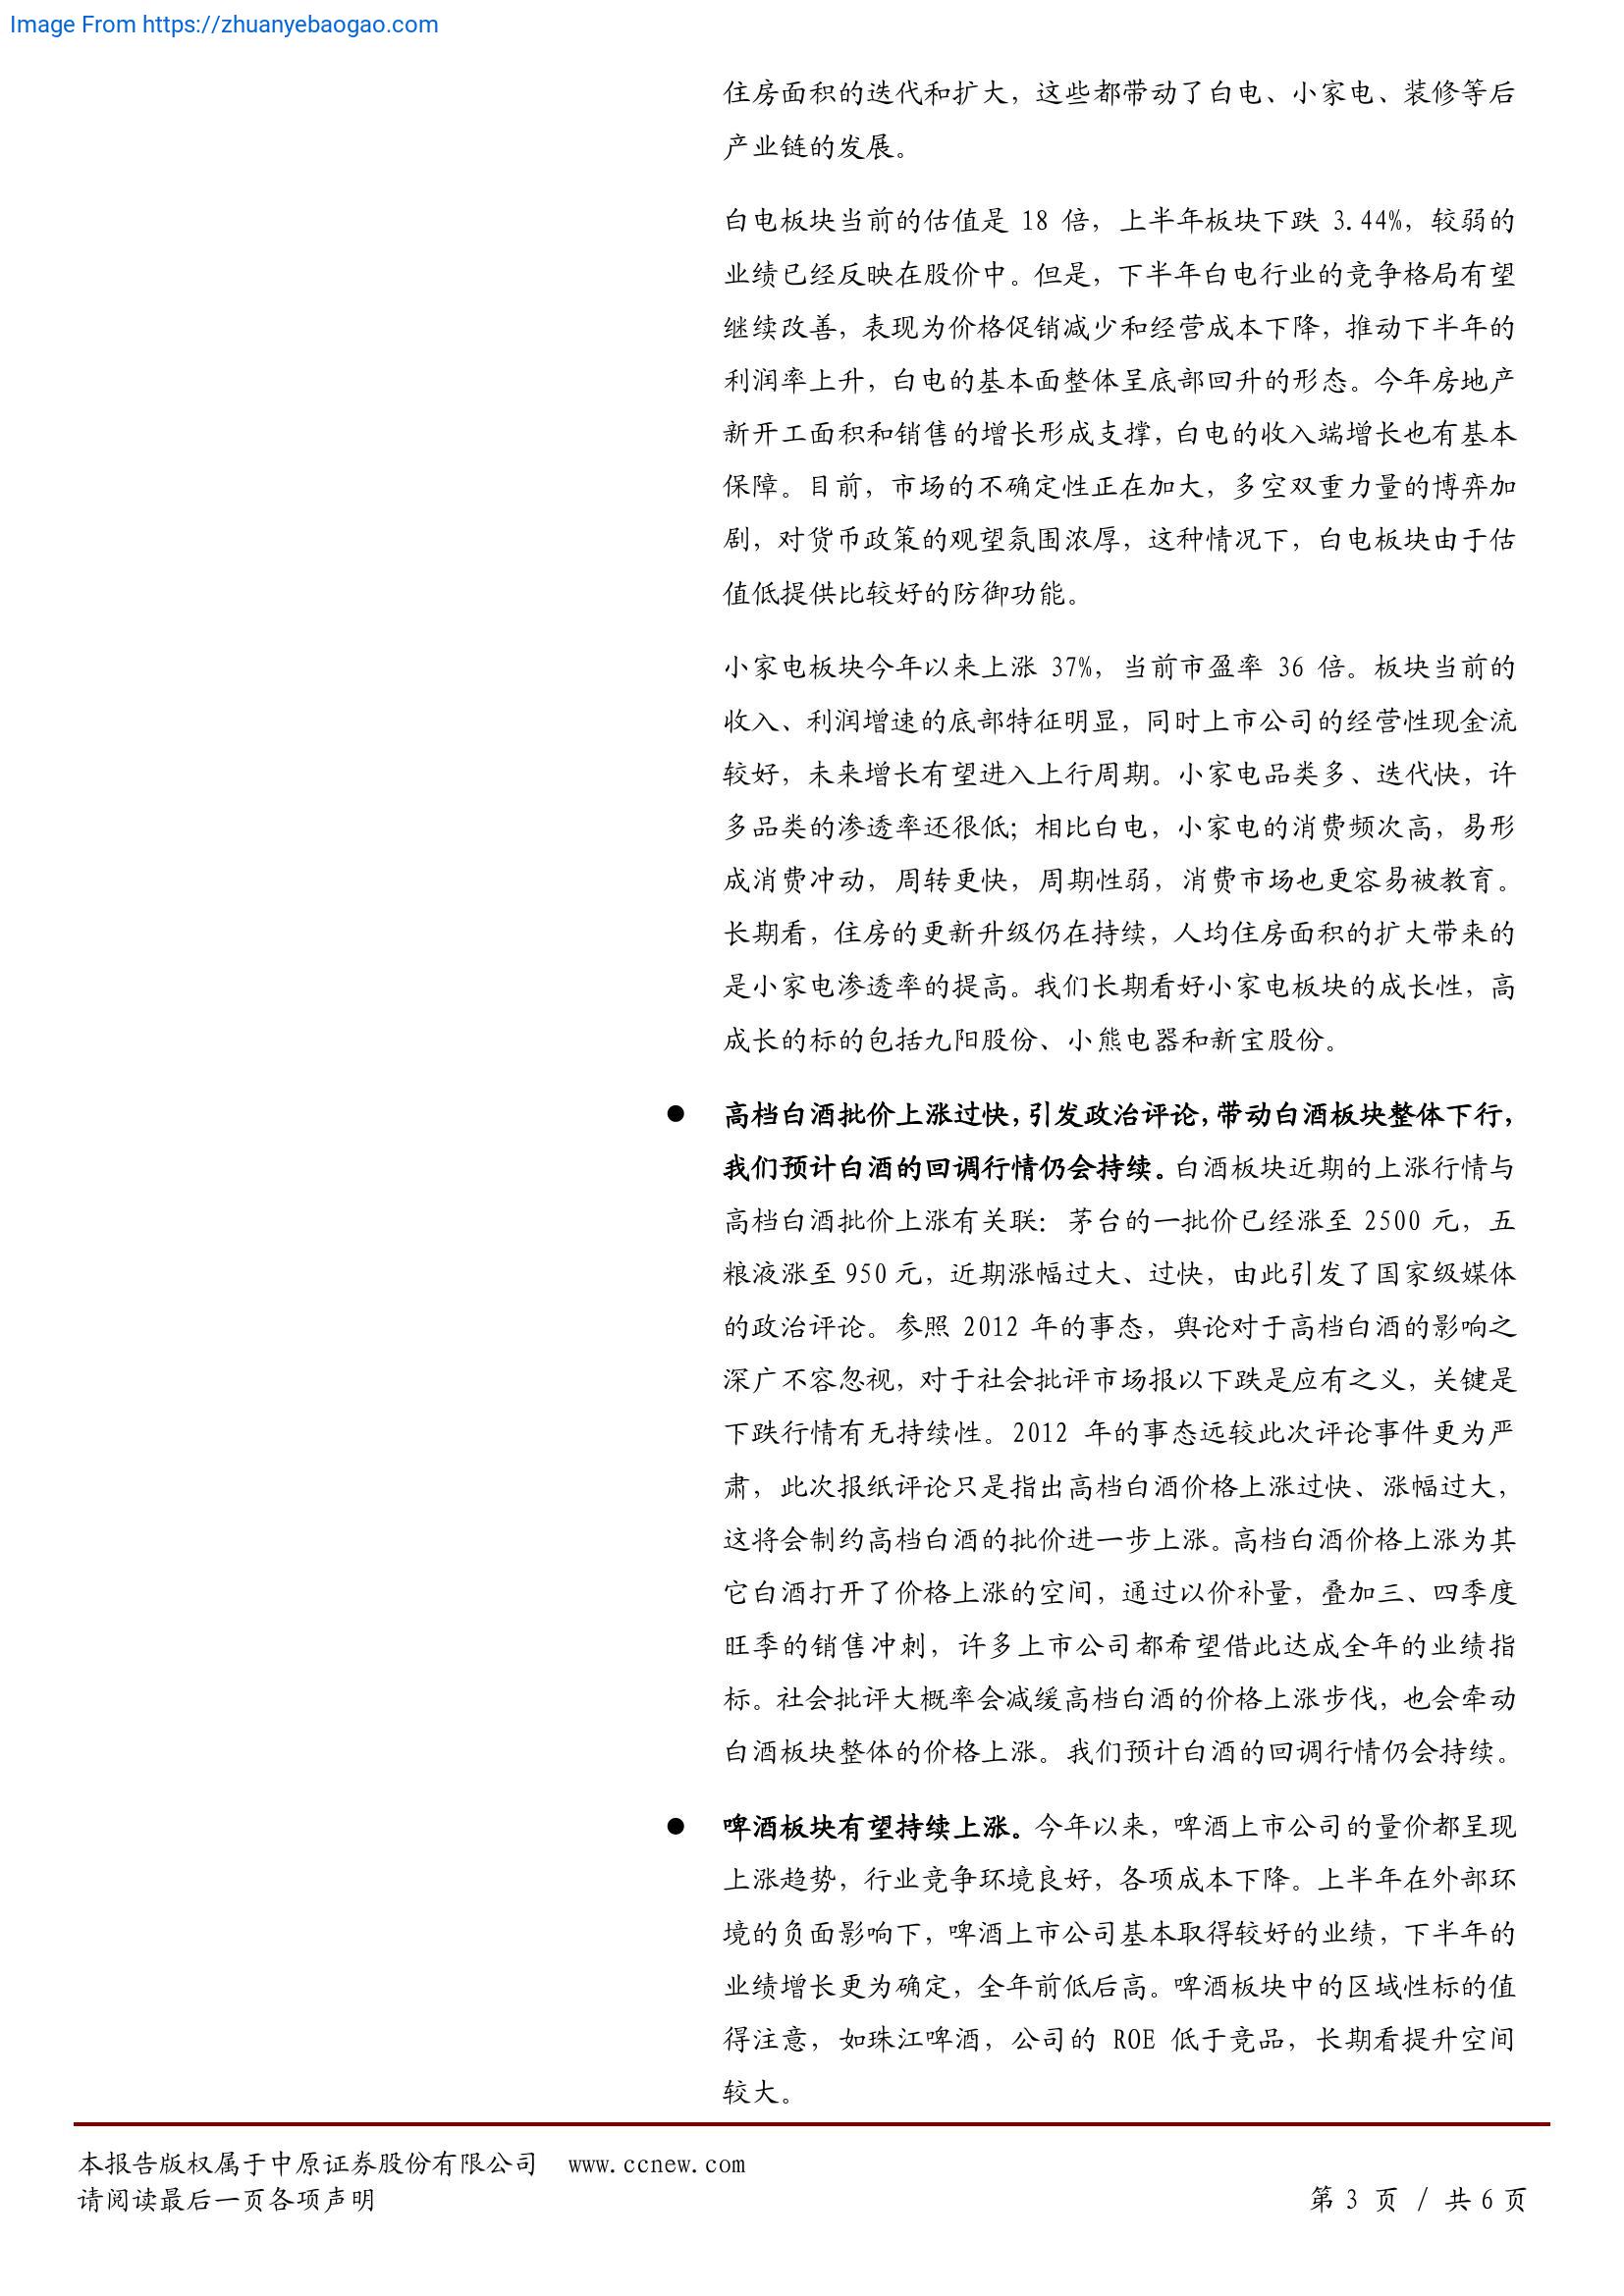 Image From https://zhuanyebaogao.com
住房面积的迭代和扩大，这些都带动了白电、小家电、装修等后
产业链的发展。
白电板块当前的估值是 18 倍，上半年板块下跌 3.44%，较弱的
业绩已经反映在股价中。但是，下半年白电行业的竞争格局有望
继续改善，表现为价格促销减少和经营成本下降，推动下半年的
利润率上升，白电的基本面整体呈底部回升的形态。今年房地产
新开工面积和销售的增长形成支撑，白电的收入端增长也有基本
保障。目前，市场的不确定性正在加大，多空双重力量的博弈加
剧，对货币政策的观望氛围浓厚，这种情况下，白电板块由于估
值低提供比较好的防御功能。
小家电板块今年以来上涨 37%，当前市盈率 36 倍。板块当前的
收入、利润增速的底部特征明显，同时上市公司的经营性现金流
较好，未来增长有望进入上行周期。小家电品类多、迭代快，许
多品类的渗透率还很低；相比白电，小家电的消费频次高，易形
成消费冲动，周转更快，周期性弱，消费市场也更容易被教育。
长期看，住房的更新升级仍在持续，人均住房面积的扩大带来的
是小家电渗透率的提高。我们长期看好小家电板块的成长性，高
成长的标的包括九阳股份、小熊电器和新宝股份。
● 高档白酒批价上涨过快，引发政治评论，带动白酒板块整体下行，
我们预计白酒的回调行情仍会持续。白酒板块近期的上涨行情与
高档白酒批价上涨有关联：茅台的一批价已经涨至 2500 元，五
粮液涨至 950 元，近期涨幅过大、过快，由此引发了国家级媒体
的政治评论。参照 2012 年的事态，舆论对于高档白酒的影响之
深广不容忽视，对于社会批评市场报以下跌是应有之义，关键是
下跌行情有无持续性。2012 年的事态远较此次评论事件更为严
肃，此次报纸评论只是指出高档白酒价格上涨过快、涨幅过大，
这将会制约高档白酒的批价进一步上涨。高档白酒价格上涨为其
它白酒打开了价格上涨的空间，通过以价补量，叠加三、四季度
旺季的销售冲刺，许多上市公司都希望借此达成全年的业绩指
标。社会批评大概率会减缓高档白酒的价格上涨步伐，也会牵动
白酒板块整体的价格上涨。我们预计白酒的回调行情仍会持续。
● 啤酒板块有望持续上涨。今年以来，啤酒上市公司的量价都呈现
上涨趋势，行业竞争环境良好，各项成本下降。上半年在外部环
境的负面影响下，啤酒上市公司基本取得较好的业绩，下半年的
业绩增长更为确定，全年前低后高。啤酒板块中的区域性标的值
得注意，如珠江啤酒，公司的 ROE 低于竞品，长期看提升空间
较大。
本报告版权属于中原证券股份有限公司 www.ccnew.com
请阅读最后一页各项声明
第 3 页 / 共 6 页